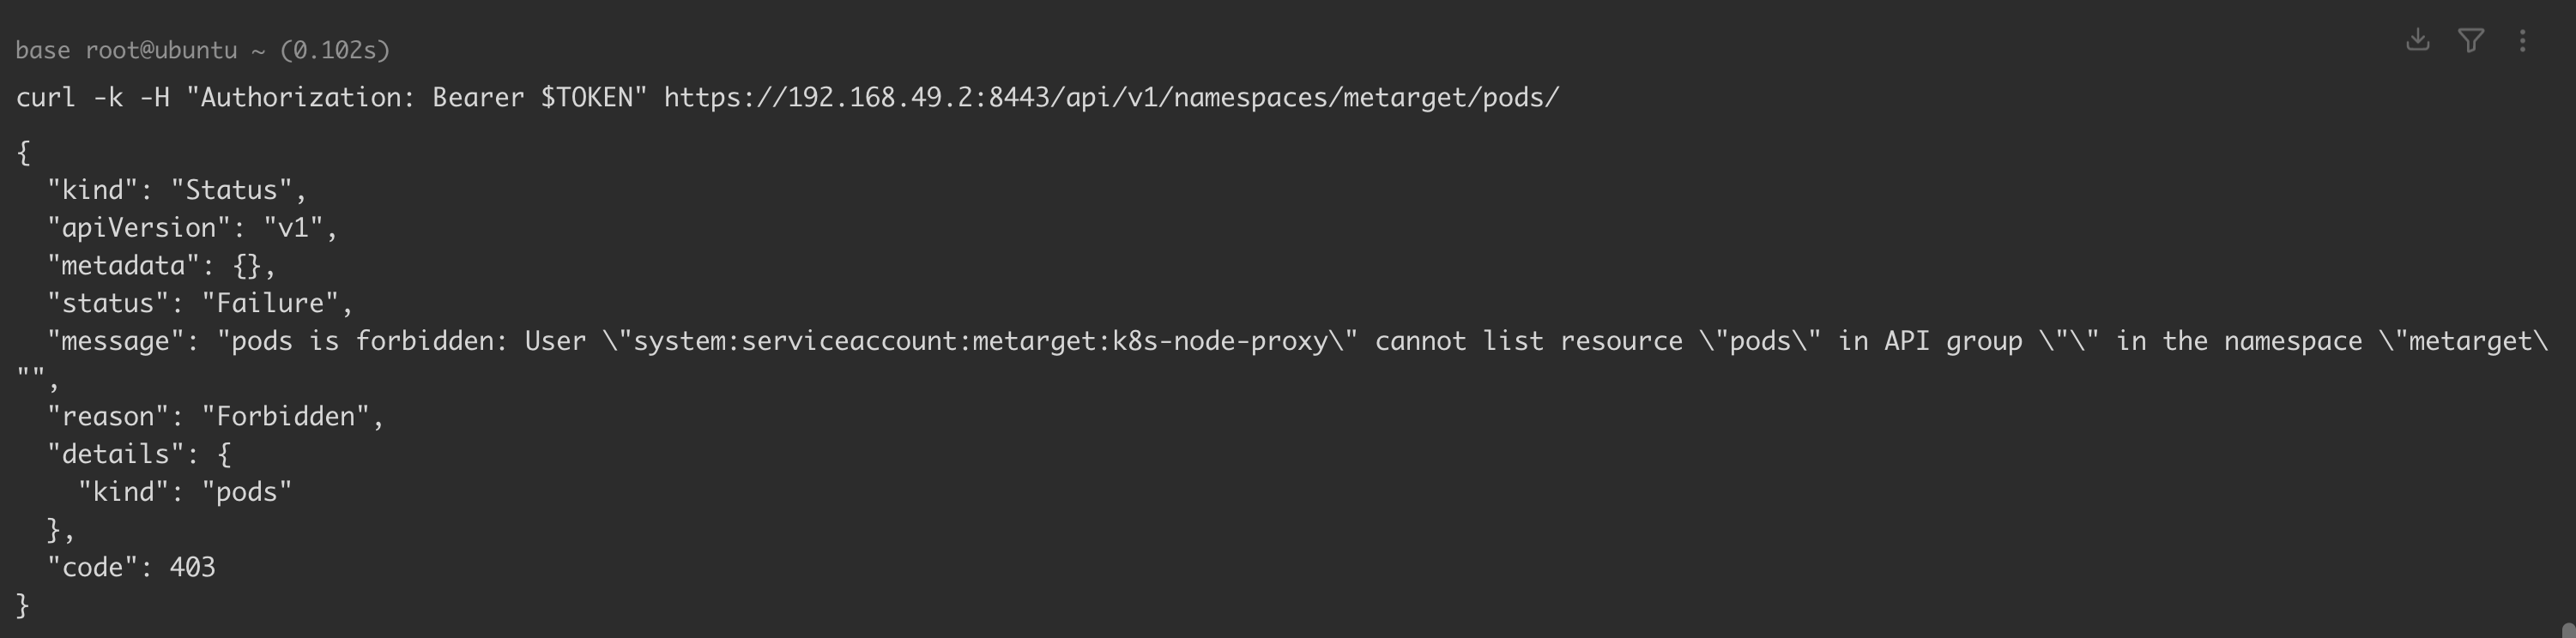 base root@ubuntu ~ (0.102s)
curl -k -H "Authorization: Bearer $TOKEN" https://192.168.49.2:8443/api/v1/namespaces/metarget/pods/
{
  "kind": "Status",
  "apiVersion": "v1",
  "metadata": {},
  "status": "Failure",
  "message": "pods is forbidden: User \"system:serviceaccount:metarget:k8s-node-proxy\" cannot list resource \"pods\" in API group \"\" in the namespace \"metarget\
"",
  "reason": "Forbidden",
  "details": {
    "kind": "pods"
  },
  "code": 403
}